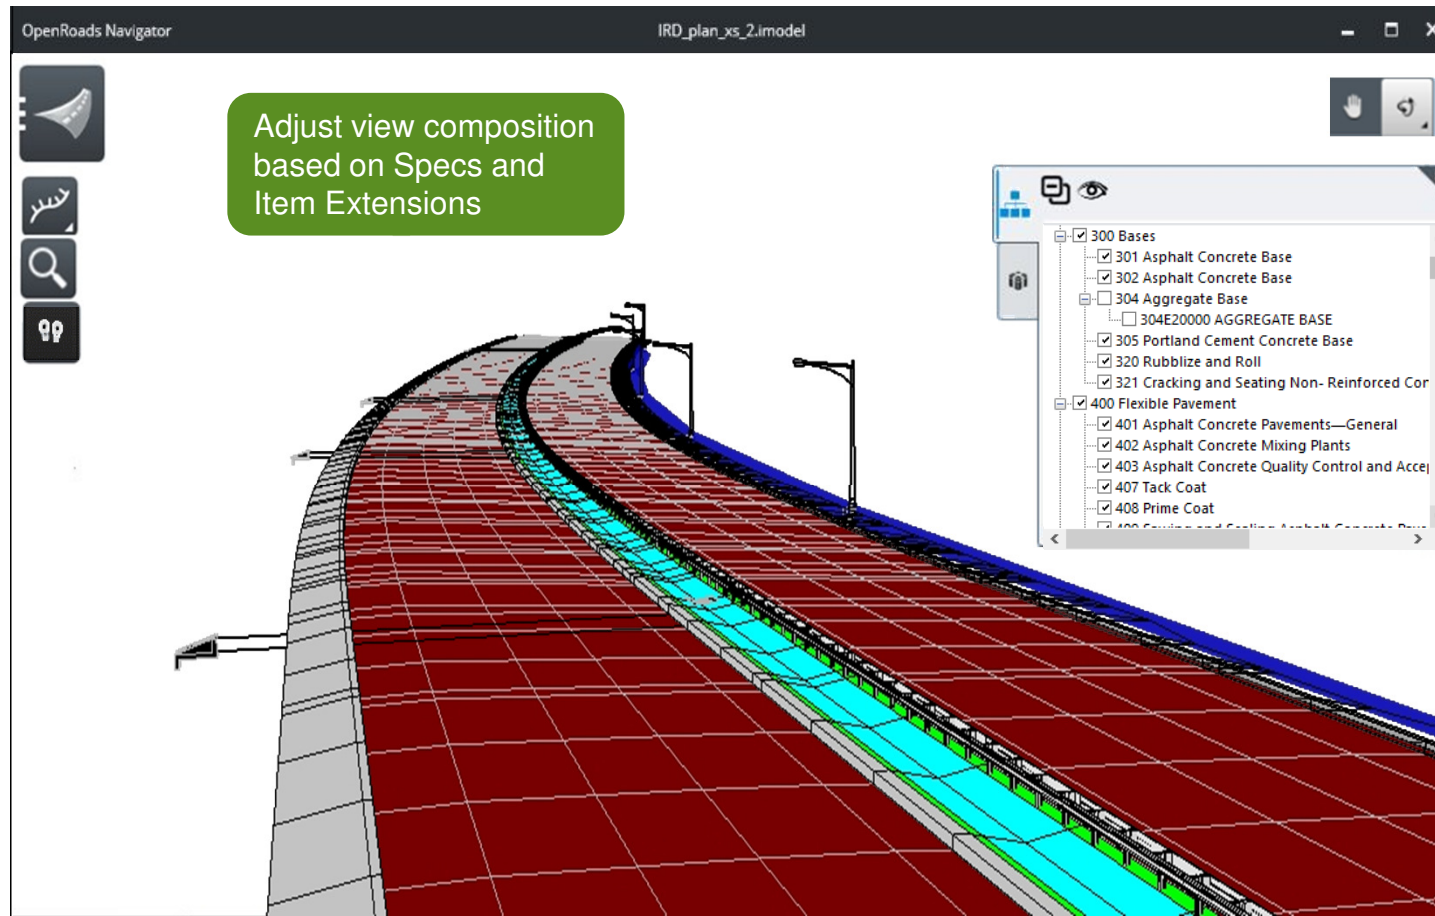 OpenRoads Navigator
IRD_plan_xs_2.imodel
Adjust view composition
based on Specs and
Item Extensions
300 Bases
301 Asphalt Concrete Base
302 Asphalt Concrete Base
304 Aggregate Base
304E20000 AGGREGATE BASE
305 Portland Cement Concrete Base
320 Rubblize and Roll
321 Cracking and Seating Non- Reinforced Cor
400 Flexible Pavement
401 Asphalt Concrete Pavements—General
402 Asphalt Concrete Mixing Plants
403 Asphalt Concrete Quality Control and Accep
407 Tack Coat
408 Prime Coat